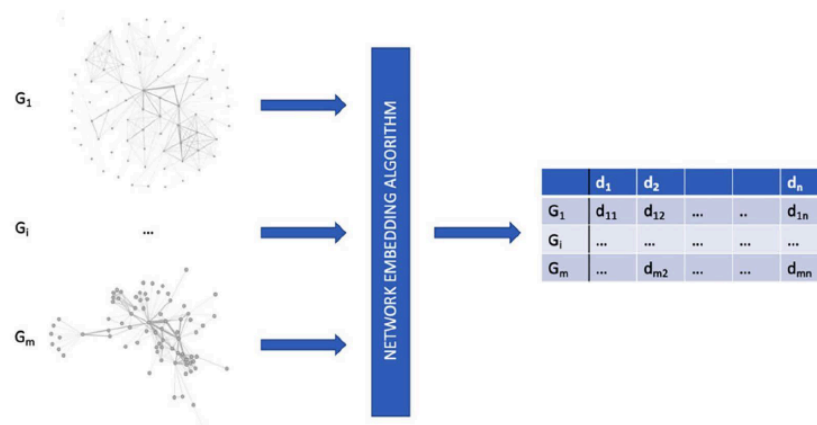 G1
Gi ...
Gm
NETWORK EMBEDDING ALGORITHM
d1 d2 dn
G1 d11 d12 ... .. d1n
Gi ... ... ... ... ...
Gm ... dm2 ... ... dmn